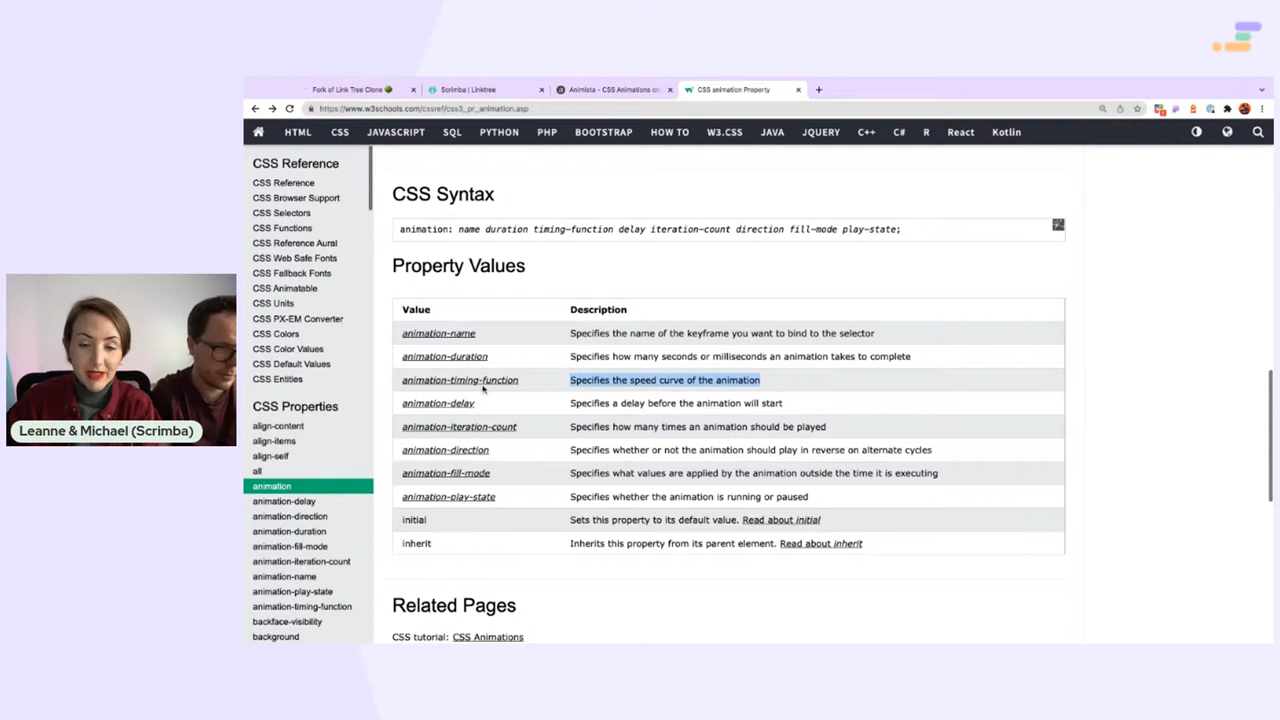 Fork of Link Tree Clone
Scrimba | Linktree
Animista - CSS Animations on
CSS animation Property
https://www.w3schools.com/cssref/css3_pr_animation.asp
HTML CSS JAVASCRIPT SQL PYTHON PHP BOOTSTRAP HOW TO W3.CSS JAVA JQUERY C++ C# R React Kotlin
CSS Reference
CSS Reference
CSS Browser Support
CSS Selectors
CSS Functions
CSS Reference Aural
CSS Web Safe Fonts
CSS Fallback Fonts
CSS Animatable
CSS Units
CSS PX-EM Converter
CSS Colors
CSS Color Values
CSS Default Values
CSS Entities
CSS Properties
align-content
align-items
align-self
all
animation
animation-delay
animation-direction
animation-duration
animation-fill-mode
animation-iteration-count
animation-name
animation-play-state
animation-timing-function
backface-visibility
background
CSS Syntax
animation: name duration timing-function delay iteration-count direction fill-mode play-state;
Property Values
Value Description
animation-name Specifies the name of the keyframe you want to bind to the selector
animation-duration Specifies how many seconds or milliseconds an animation takes to complete
animation-timing-function Specifies the speed curve of the animation
animation-delay Specifies a delay before the animation will start
animation-iteration-count Specifies how many times an animation should be played
animation-direction Specifies whether or not the animation should play in reverse on alternate cycles
animation-fill-mode Specifies what values are applied by the animation outside the time it is executing
animation-play-state Specifies whether the animation is running or paused
initial Sets this property to its default value. Read about initial
inherit Inherits this property from its parent element. Read about inherit
Related Pages
CSS tutorial: CSS Animations
Leanne & Michael (Scrimba)